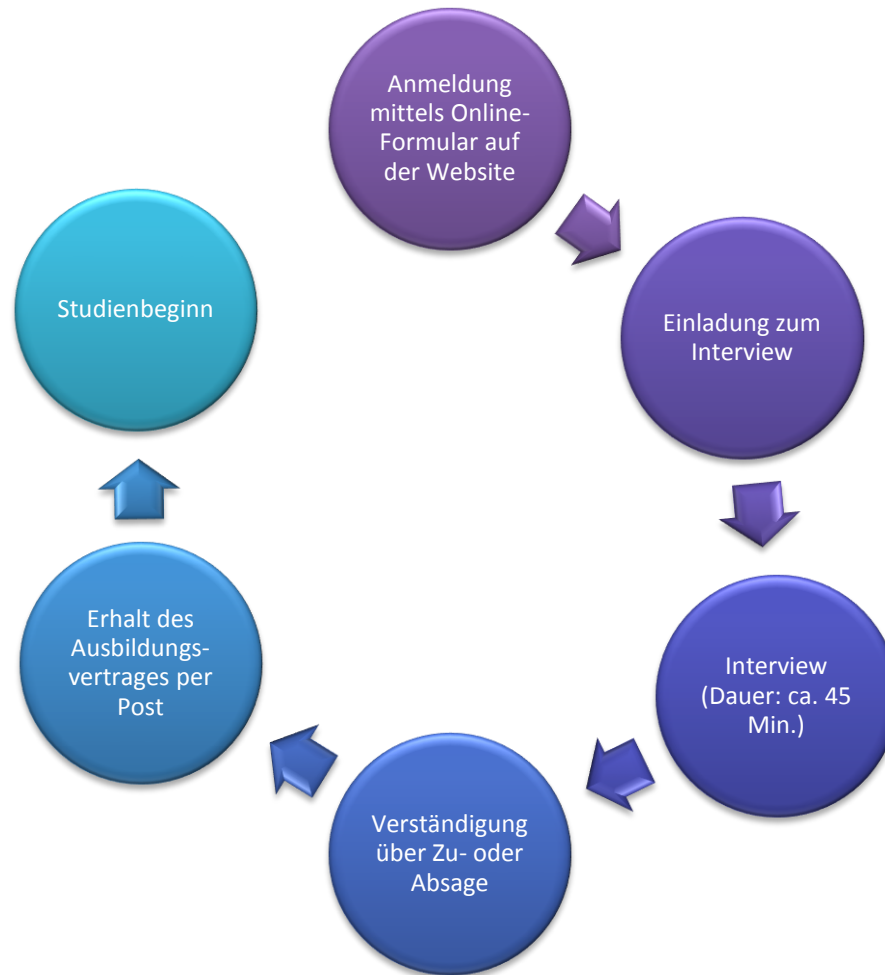 Anmeldung
mittels Online-
Formular auf
der Website
Einladung zum
Interview
Interview
(Dauer: ca. 45
Min.)
Verständigung
über Zu- oder
Absage
Erhalt des
Ausbildungs-
vertrages per
Post
Studienbeginn